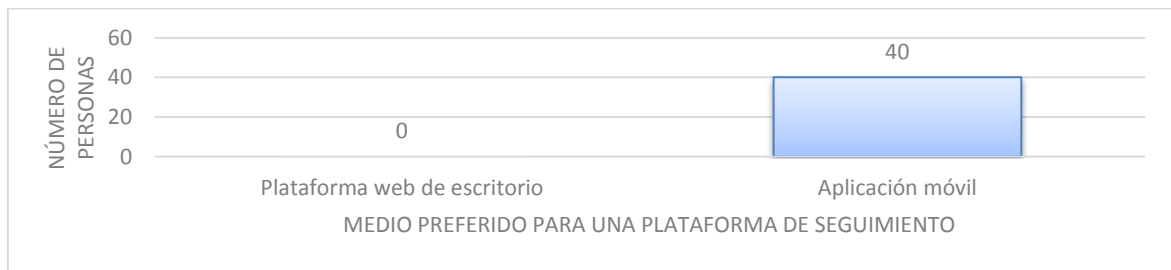 NÚMERO DE
PERSONAS
60
40
20
0
0
40
Plataforma web de escritorio
Aplicación móvil
MEDIO PREFERIDO PARA UNA PLATAFORMA DE SEGUIMIENTO